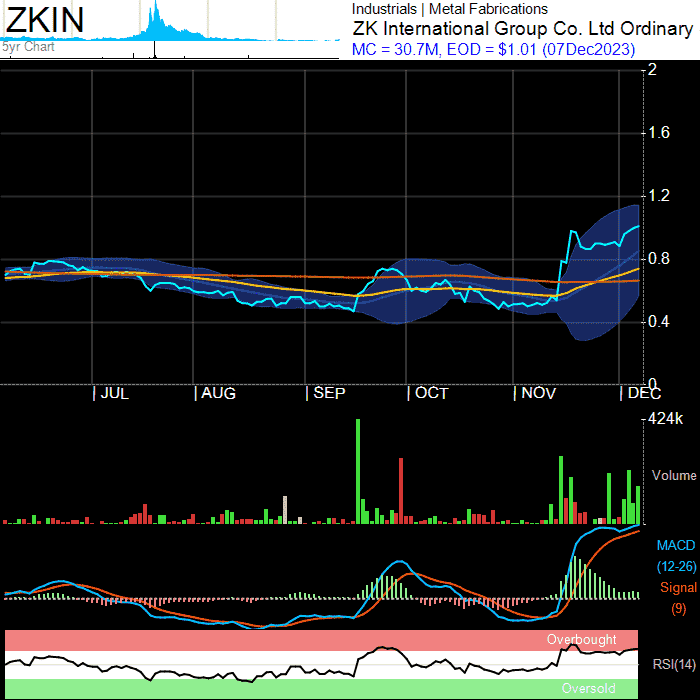 ZKIN
5yr Chart
Industrials | Metal Fabrications
ZK International Group Co. Ltd Ordinary
MC = 30.7M, EOD = $1.01 (07Dec2023)
2
1.6
1.2
0.8
0.4
0
| JUL | AUG | SEP | OCT | NOV | DEC
424k
Volume
MACD
(12-26)
Signal
(9)
Overbought
RSI(14)
Oversold